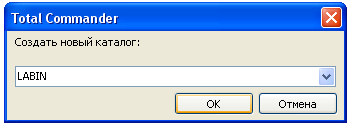 Total Commander
Создать новый каталог:
LABIN
OK
Отмена